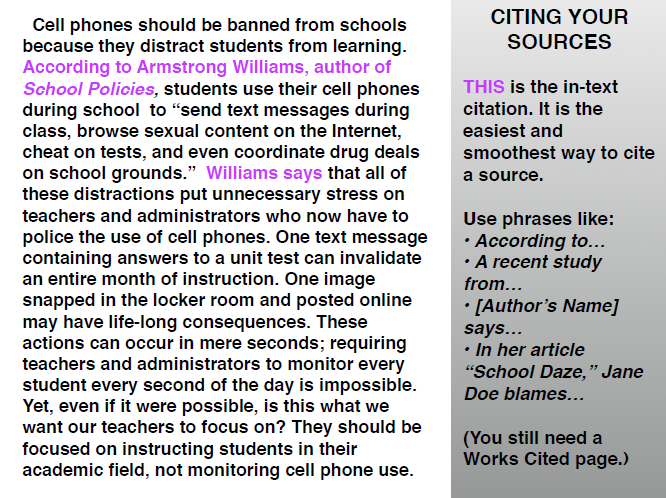 Cell phones should be banned from schools
because they distract students from learning.
According to Armstrong Williams, author of
School Policies, students use their cell phones
during school to “send text messages during
class, browse sexual content on the Internet,
cheat on tests, and even coordinate drug deals
on school grounds.” Williams says that all of
these distractions put unnecessary stress on
teachers and administrators who now have to
police the use of cell phones. One text message
containing answers to a unit test can invalidate
an entire month of instruction. One image
snapped in the locker room and posted online
may have life-long consequences. These
actions can occur in mere seconds; requiring
teachers and administrators to monitor every
student every second of the day is impossible.
Yet, even if it were possible, is this what we
want our teachers to focus on? They should be
focused on instructing students in their
academic field, not monitoring cell phone use.
CITING YOUR
SOURCES
THIS is the in-text
citation. It is the
easiest and
smoothest way to cite
a source.
Use phrases like:
• According to…
• A recent study
from…
• [Author’s Name]
says…
• In her article
“School Daze,” Jane
Doe blames…
(You still need a
Works Cited page.)